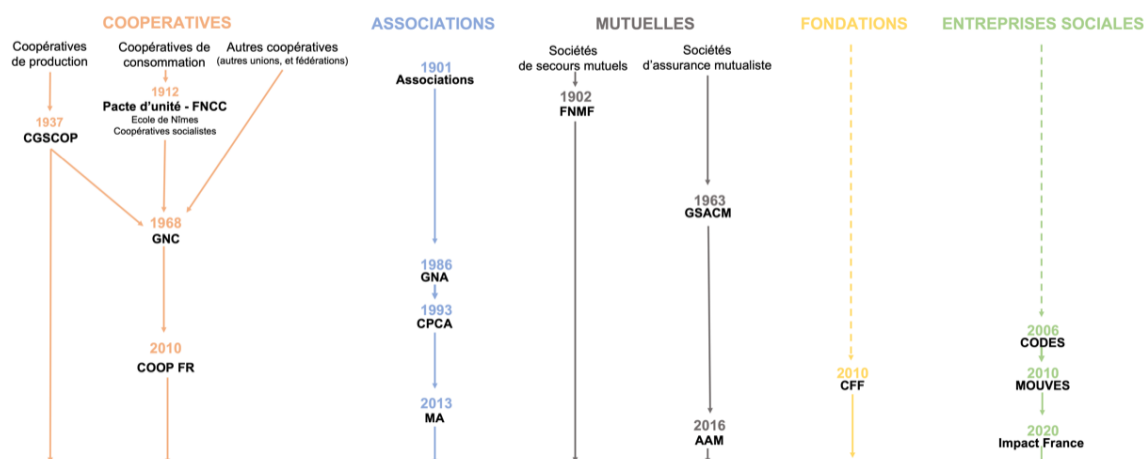 COOPERATIVES
Coopératives
de production
1937
CGSCOP
Coopératives de
consommation
1912
Pacte d'unité - FNCC
Ecole de Nîmes
Coopératives socialistes
Autres coopératives
(autres unions, et fédérations)
1968
GNC
2010
COOP FR
ASSOCIATIONS
1901
Associations
1986
GNA
1993
CPCA
2013
MA
MUTUELLES
Sociétés
de secours mutuels
1902
FNMF
Sociétés
d'assurance mutualiste
1963
GSACM
2016
AAM
FONDATIONS
2010
CFF
ENTREPRISES SOCIALES
2006
CODES
2010
MOUVES
2020
Impact France